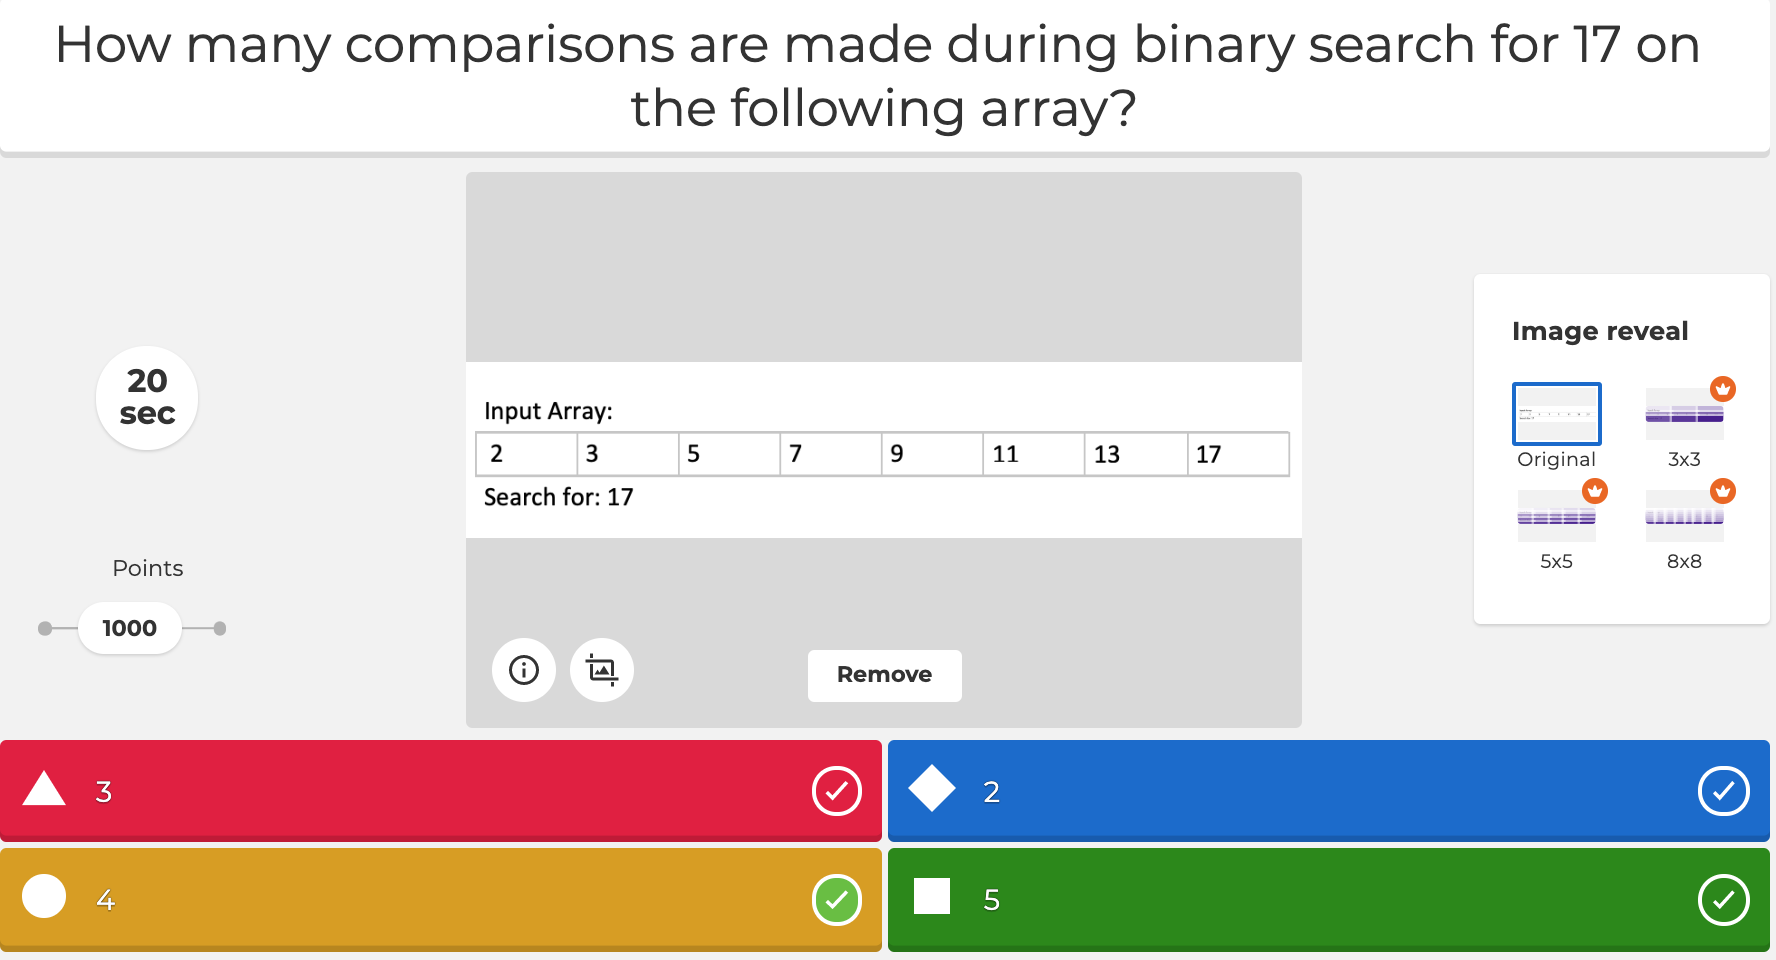 How many comparisons are made during binary search for 17 on
the following array?
20
sec
Points
1000
Input Array:
2 3 5 7 9 11 13 17
Search for: 17
Remove
Image reveal
Original
3x3
5x5
8x8
3
2
4
5